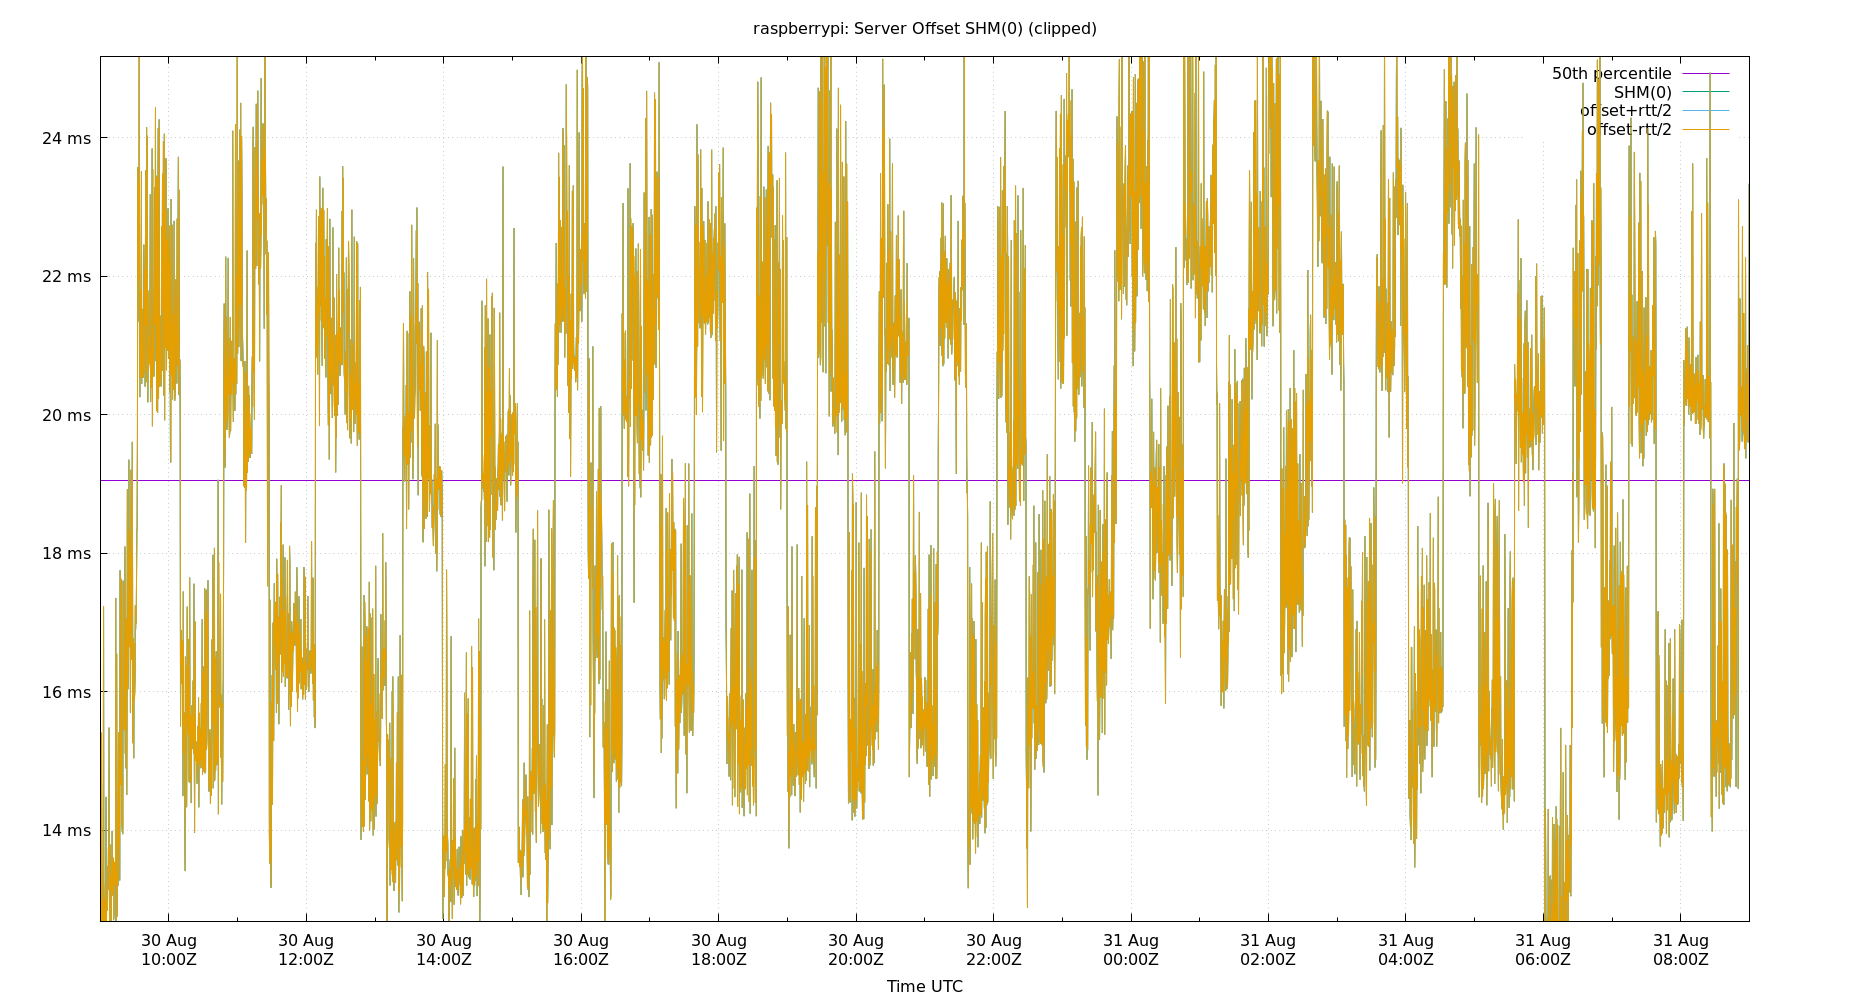 raspberrypi: Server Offset SHM(0) (clipped)
50th percentile
SHM(0)
offset+rtt/2
offset-rtt/2
24 ms
22 ms
20 ms
18 ms
16 ms
14 ms
30 Aug 30 Aug 30 Aug 30 Aug 30 Aug 30 Aug 30 Aug 31 Aug 31 Aug 31 Aug 31 Aug 31 Aug
10:00Z 12:00Z 14:00Z 16:00Z 18:00Z 20:00Z 22:00Z 00:00Z 02:00Z 04:00Z 06:00Z 08:00Z
Time UTC